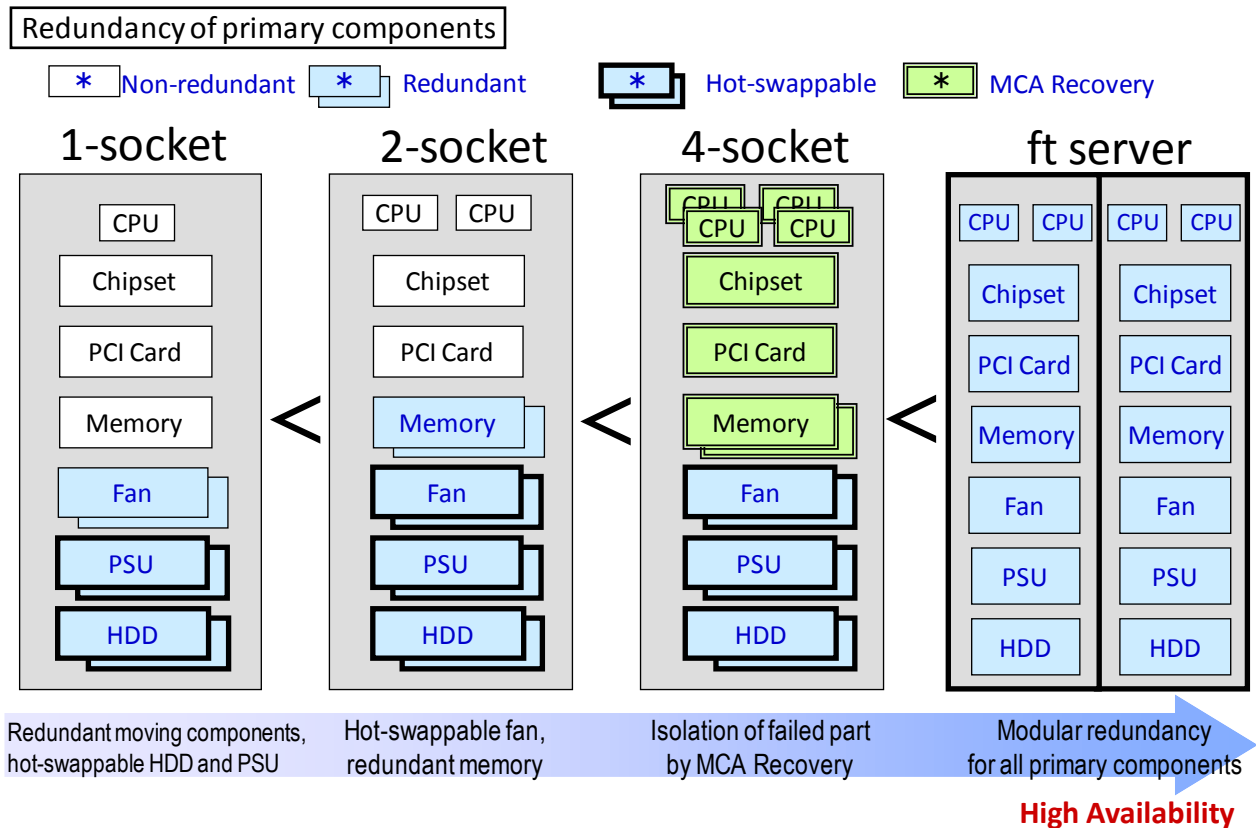 Redundancy of primary components
* Non-redundant * Redundant * Hot-swappable * MCA Recovery
1-socket
CPU
Chipset
PCI Card
Memory
Fan
PSU
HDD
<
2-socket
CPU CPU
Chipset
PCI Card
Memory
Fan
PSU
HDD
<
4-socket
CPU CPU
CPU CPU
Chipset
PCI Card
Memory
Fan
PSU
HDD
<
ft server
CPU CPU CPU CPU
Chipset Chipset
PCI Card PCI Card
Memory Memory
Fan Fan
PSU PSU
HDD HDD
Redundant moving components,
hot-swappable HDD and PSU
Hot-swappable fan,
redundant memory
Isolation of failed part
by MCA Recovery
Modular redundancy
for all primary components
High Availability